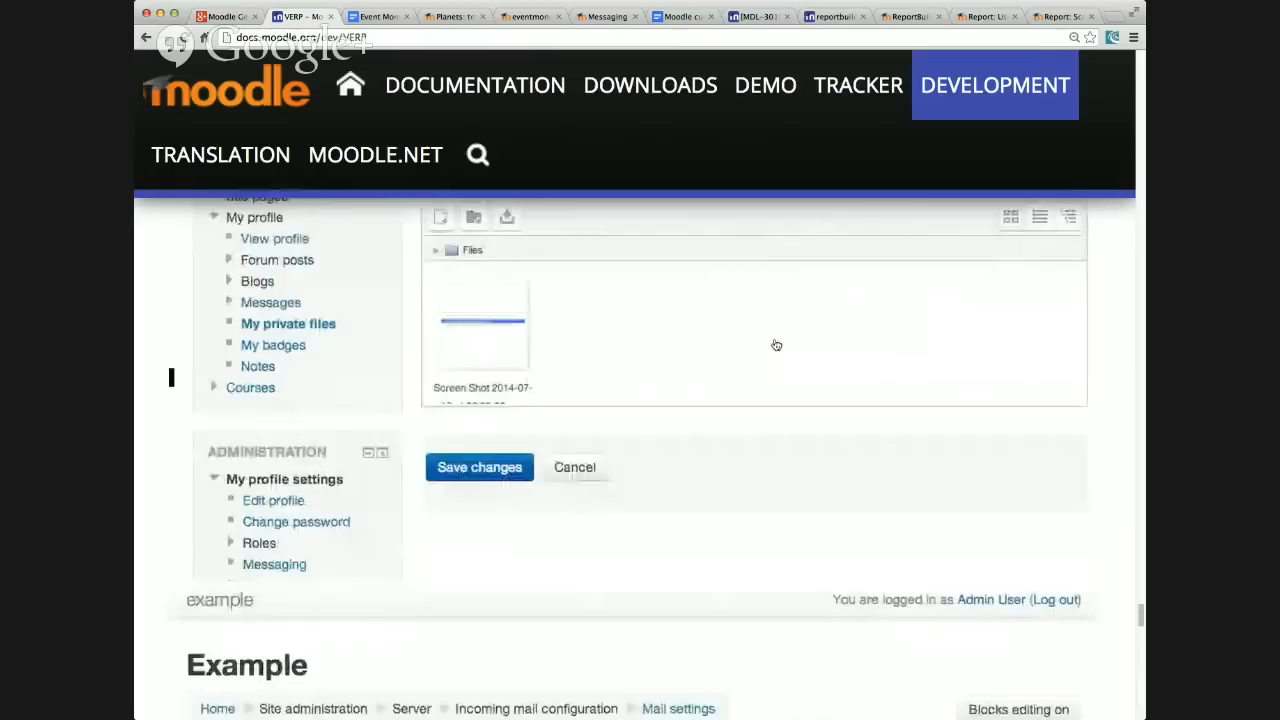 Moodle Ge
VERP – Mo
Event Mon
Planets: te
eventmon
Messaging
Moodle cu
[MDL-301
reportbuil
ReportBuil
Report: Us
Report: Sc
docs.moodle.org/dev/VERP
Google+
moodle
DOCUMENTATION DOWNLOADS DEMO TRACKER DEVELOPMENT
TRANSLATION MOODLE.NET
My profile
View profile
Forum posts
Blogs
Messages
My private files
My badges
Notes
Courses
Files
Screen Shot 2014-07-
ADMINISTRATION
My profile settings
Edit profile
Change password
Roles
Messaging
Save changes Cancel
example
You are logged in as Admin User (Log out)
Example
Home Site administration Server Incoming mail configuration Mail settings
Blocks editing on